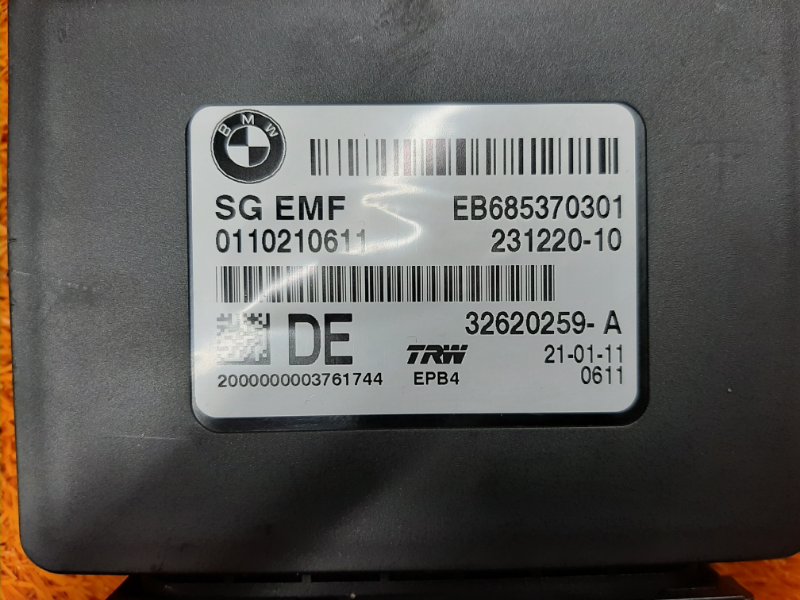 BMW
SG EMF EB685370301
0110210611 231220-10
32620259- A
DE TRW 21-01-11
2000000003761744 EPB4 0611